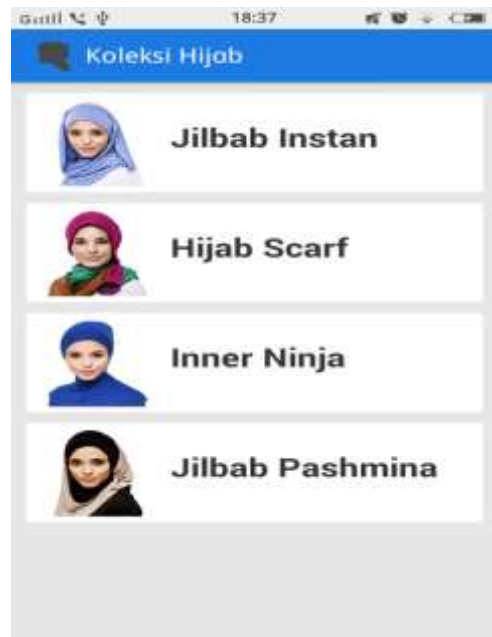 18:37
Koleksi Hijab
Jilbab Instan
Hijab Scarf
Inner Ninja
Jilbab Pashmina